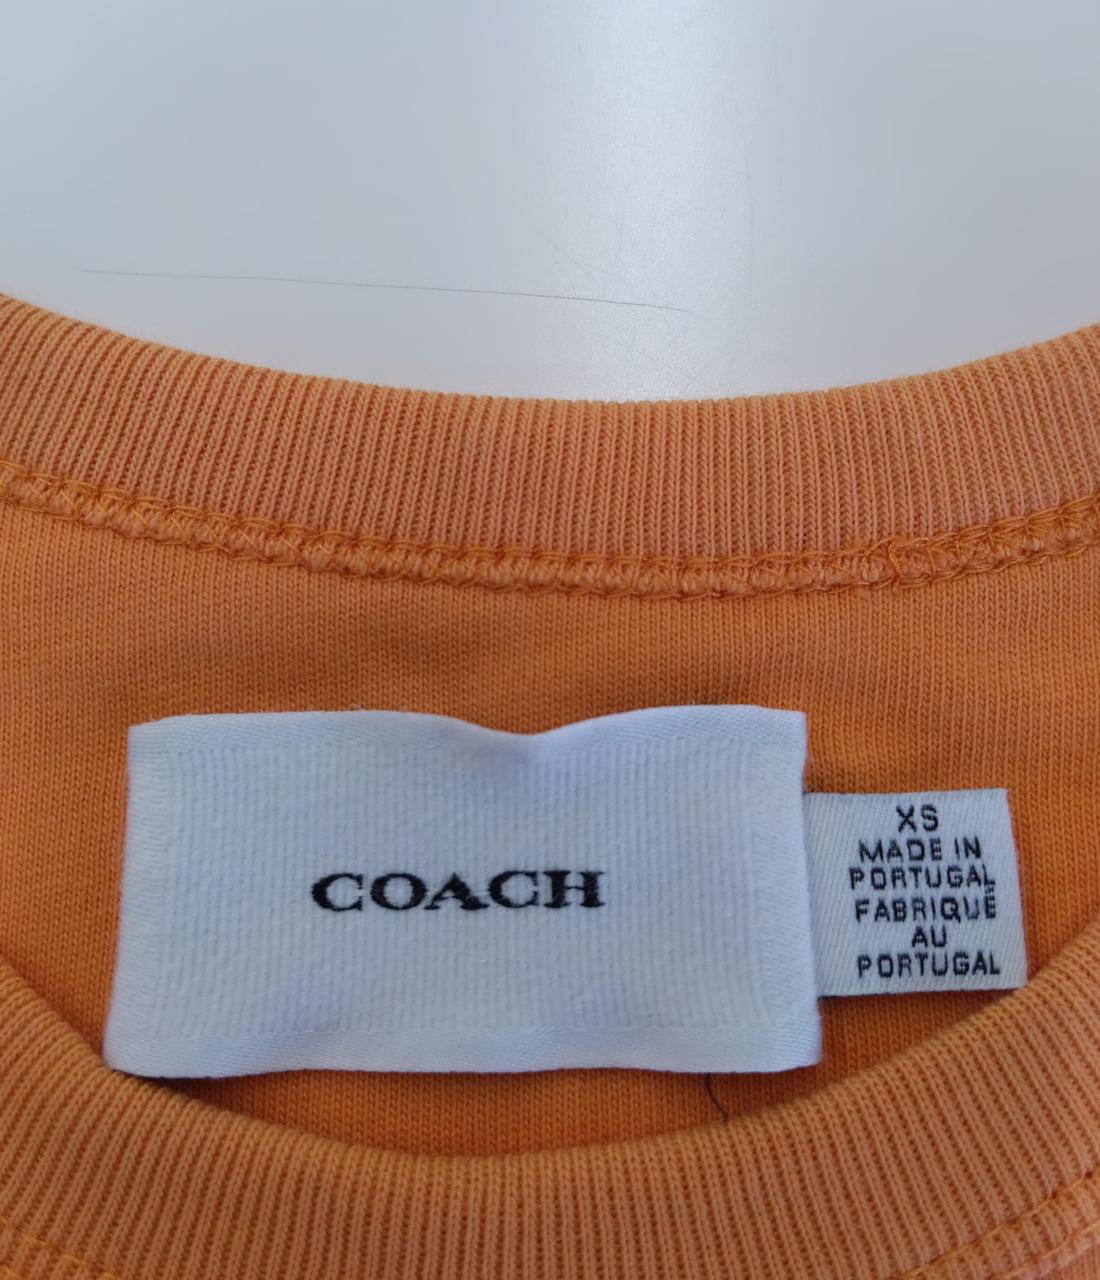 COACH
XS
MADE IN
PORTUGAL
FABRIQUÉ
AU
PORTUGAL